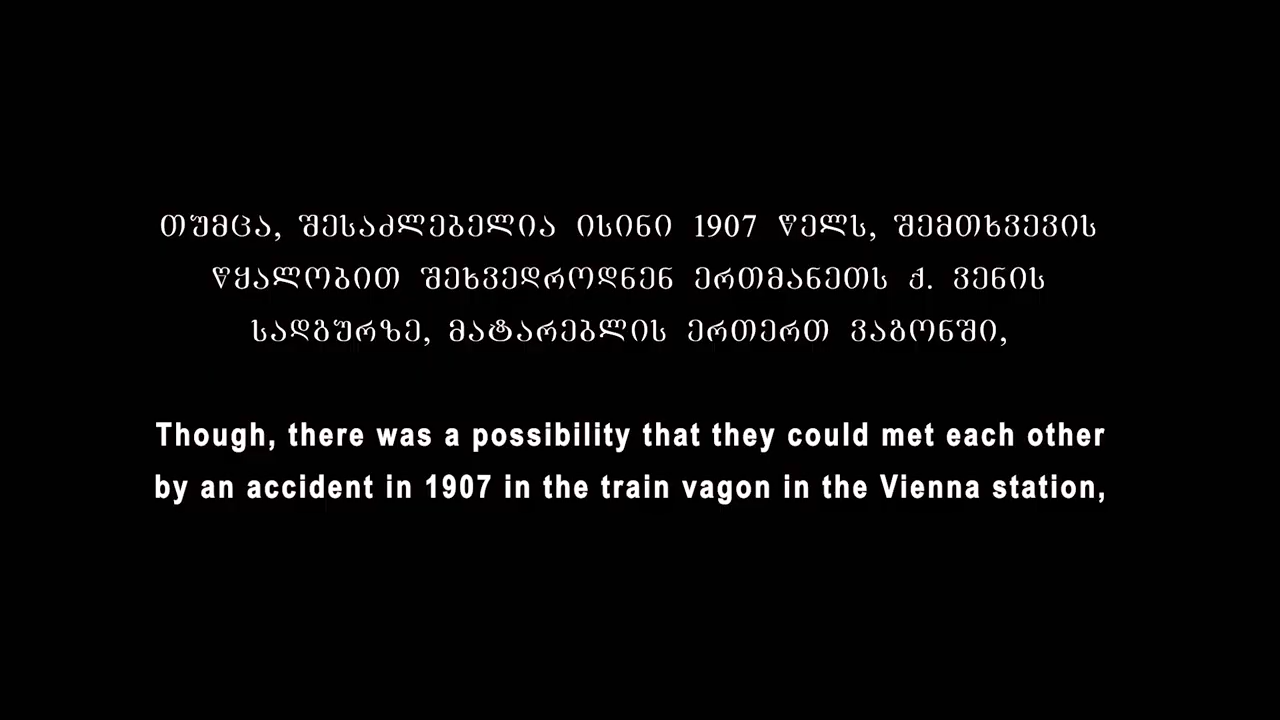 თუმცა, შესაძლებელია ისინი 1907 წელს, შემთხვევის
წყალობით შეხვედროდნენ ერთმანეთს ქ. ვენის
სადგურზე, მატარებლის ერთერთ ვაგონში,
Though, there was a possibility that they could met each other
by an accident in 1907 in the train vagon in the Vienna station,